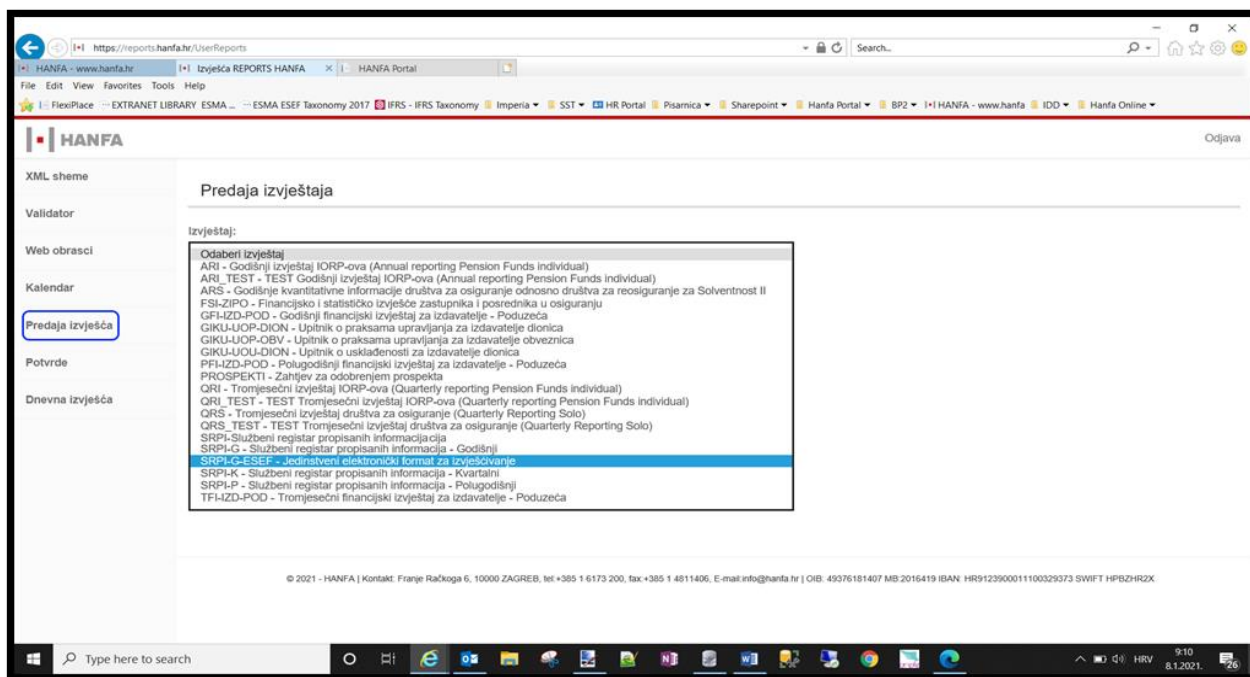 https://reports.hanfa.hr/UserReports
Search...
HANFA - www.hanfa.hr
Izvješća REPORTS HANFA
HANFA Portal
File Edit View Favorites Tools Help
FlexiPlace EXTRANET LIBRARY ESMA ... ESMA ESEF Taxonomy 2017 IFRS - IFRS Taxonomy Imperia SST HR Portal Pisarnica Sharepoint Hanfa Portal BP2 HANFA - www.hanfa IDD Hanfa Online
HANFA
Odjava
XML sheme
Validator
Web obrasci
Kalendar
Predaja izvješća
Potvrde
Dnevna izvješća
Predaja izvještaja
Izvještaj:
Odaberi izvještaj
ARI - Godišnji izvještaj IORP-ova (Annual reporting Pension Funds individual)
ARI_TEST - TEST Godišnji izvještaj IORP-ova (Annual reporting Pension Funds individual)
ARS - Godišnje kvantitativne informacije društva za osiguranje odnosno društva za reosiguranje za Solventnost II
FSI-ZIPO - Financijsko i statističko izvješće zastupnika i posrednika u osiguranju
GFI-IZD-POD - Godišnji financijski izvještaj za izdavatelje - Poduzeća
GIKU-UOP-DION - Upitnik o praksama upravljanja za izdavatelje dionica
GIKU-UOP-OBV - Upitnik o praksama upravljanja za izdavatelje obveznica
GIKU-UOU-DION - Upitnik o usklađenosti za izdavatelje dionica
PFI-IZD-POD - Polugodišnji financijski izvještaj za izdavatelje - Poduzeća
PROSPEKTI - Zahtjev za odobrenjem prospekta
QRI - Tromjesečni izvještaj IORP-ova (Quarterly reporting Pension Funds individual)
QRI_TEST - TEST Tromjesečni izvještaj IORP-ova (Quarterly reporting Pension Funds individual)
QRS - Tromjesečni izvještaj društva za osiguranje (Quarterly Reporting Solo)
QRS_TEST - TEST Tromjesečni izvještaj društva za osiguranje (Quarterly Reporting Solo)
SRPI-Službeni registar propisanih informacijacija
SRPI-G - Službeni registar propisanih informacija - Godišnji
SRPI-G-ESEF - Jedinstveni elektronički format za izvješćivanje
SRPI-K - Službeni registar propisanih informacija - Kvartalni
SRPI-P - Službeni registar propisanih informacija - Polugodišnji
TFI-IZD-POD - Tromjesečni financijski izvještaj za izdavatelje - Poduzeća
© 2021 - HANFA | Kontakt: Franje Račkoga 6, 10000 ZAGREB, tel:+385 1 6173 200, fax:+385 1 4811406, E-mail:info@hanfa.hr | OIB: 49376181407 MB:2016419 IBAN: HR9123900011100329373 SWIFT HPBZHR2X
Type here to search
HRV
9:10
8.1.2021.
26